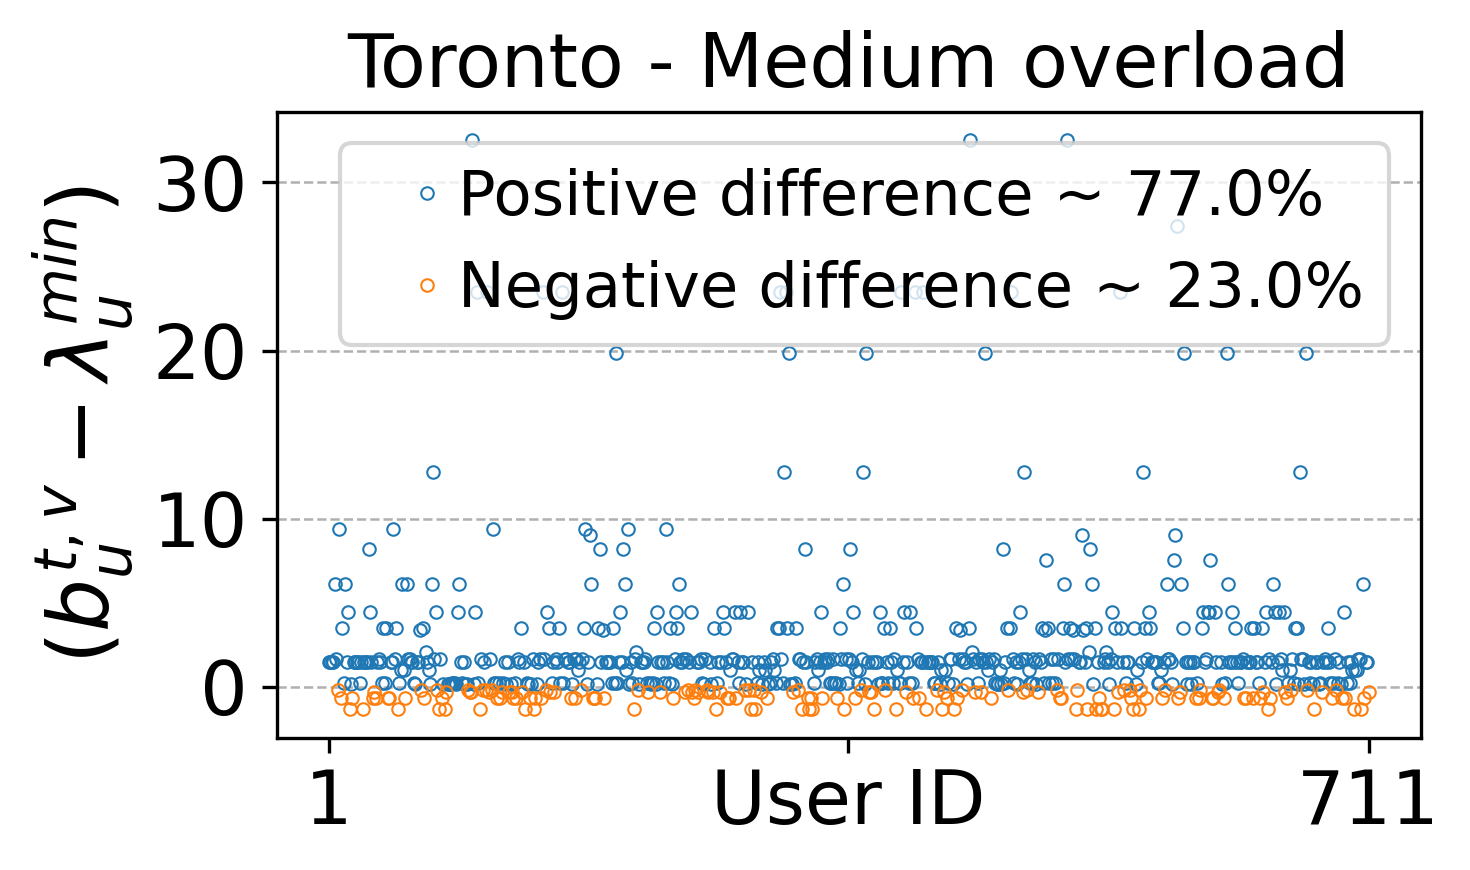 Toronto - Medium overload
(b_u^{t,v} − λ_u^{min})
30
20
10
0
Positive difference ~ 77.0%
Negative difference ~ 23.0%
1
User ID
711